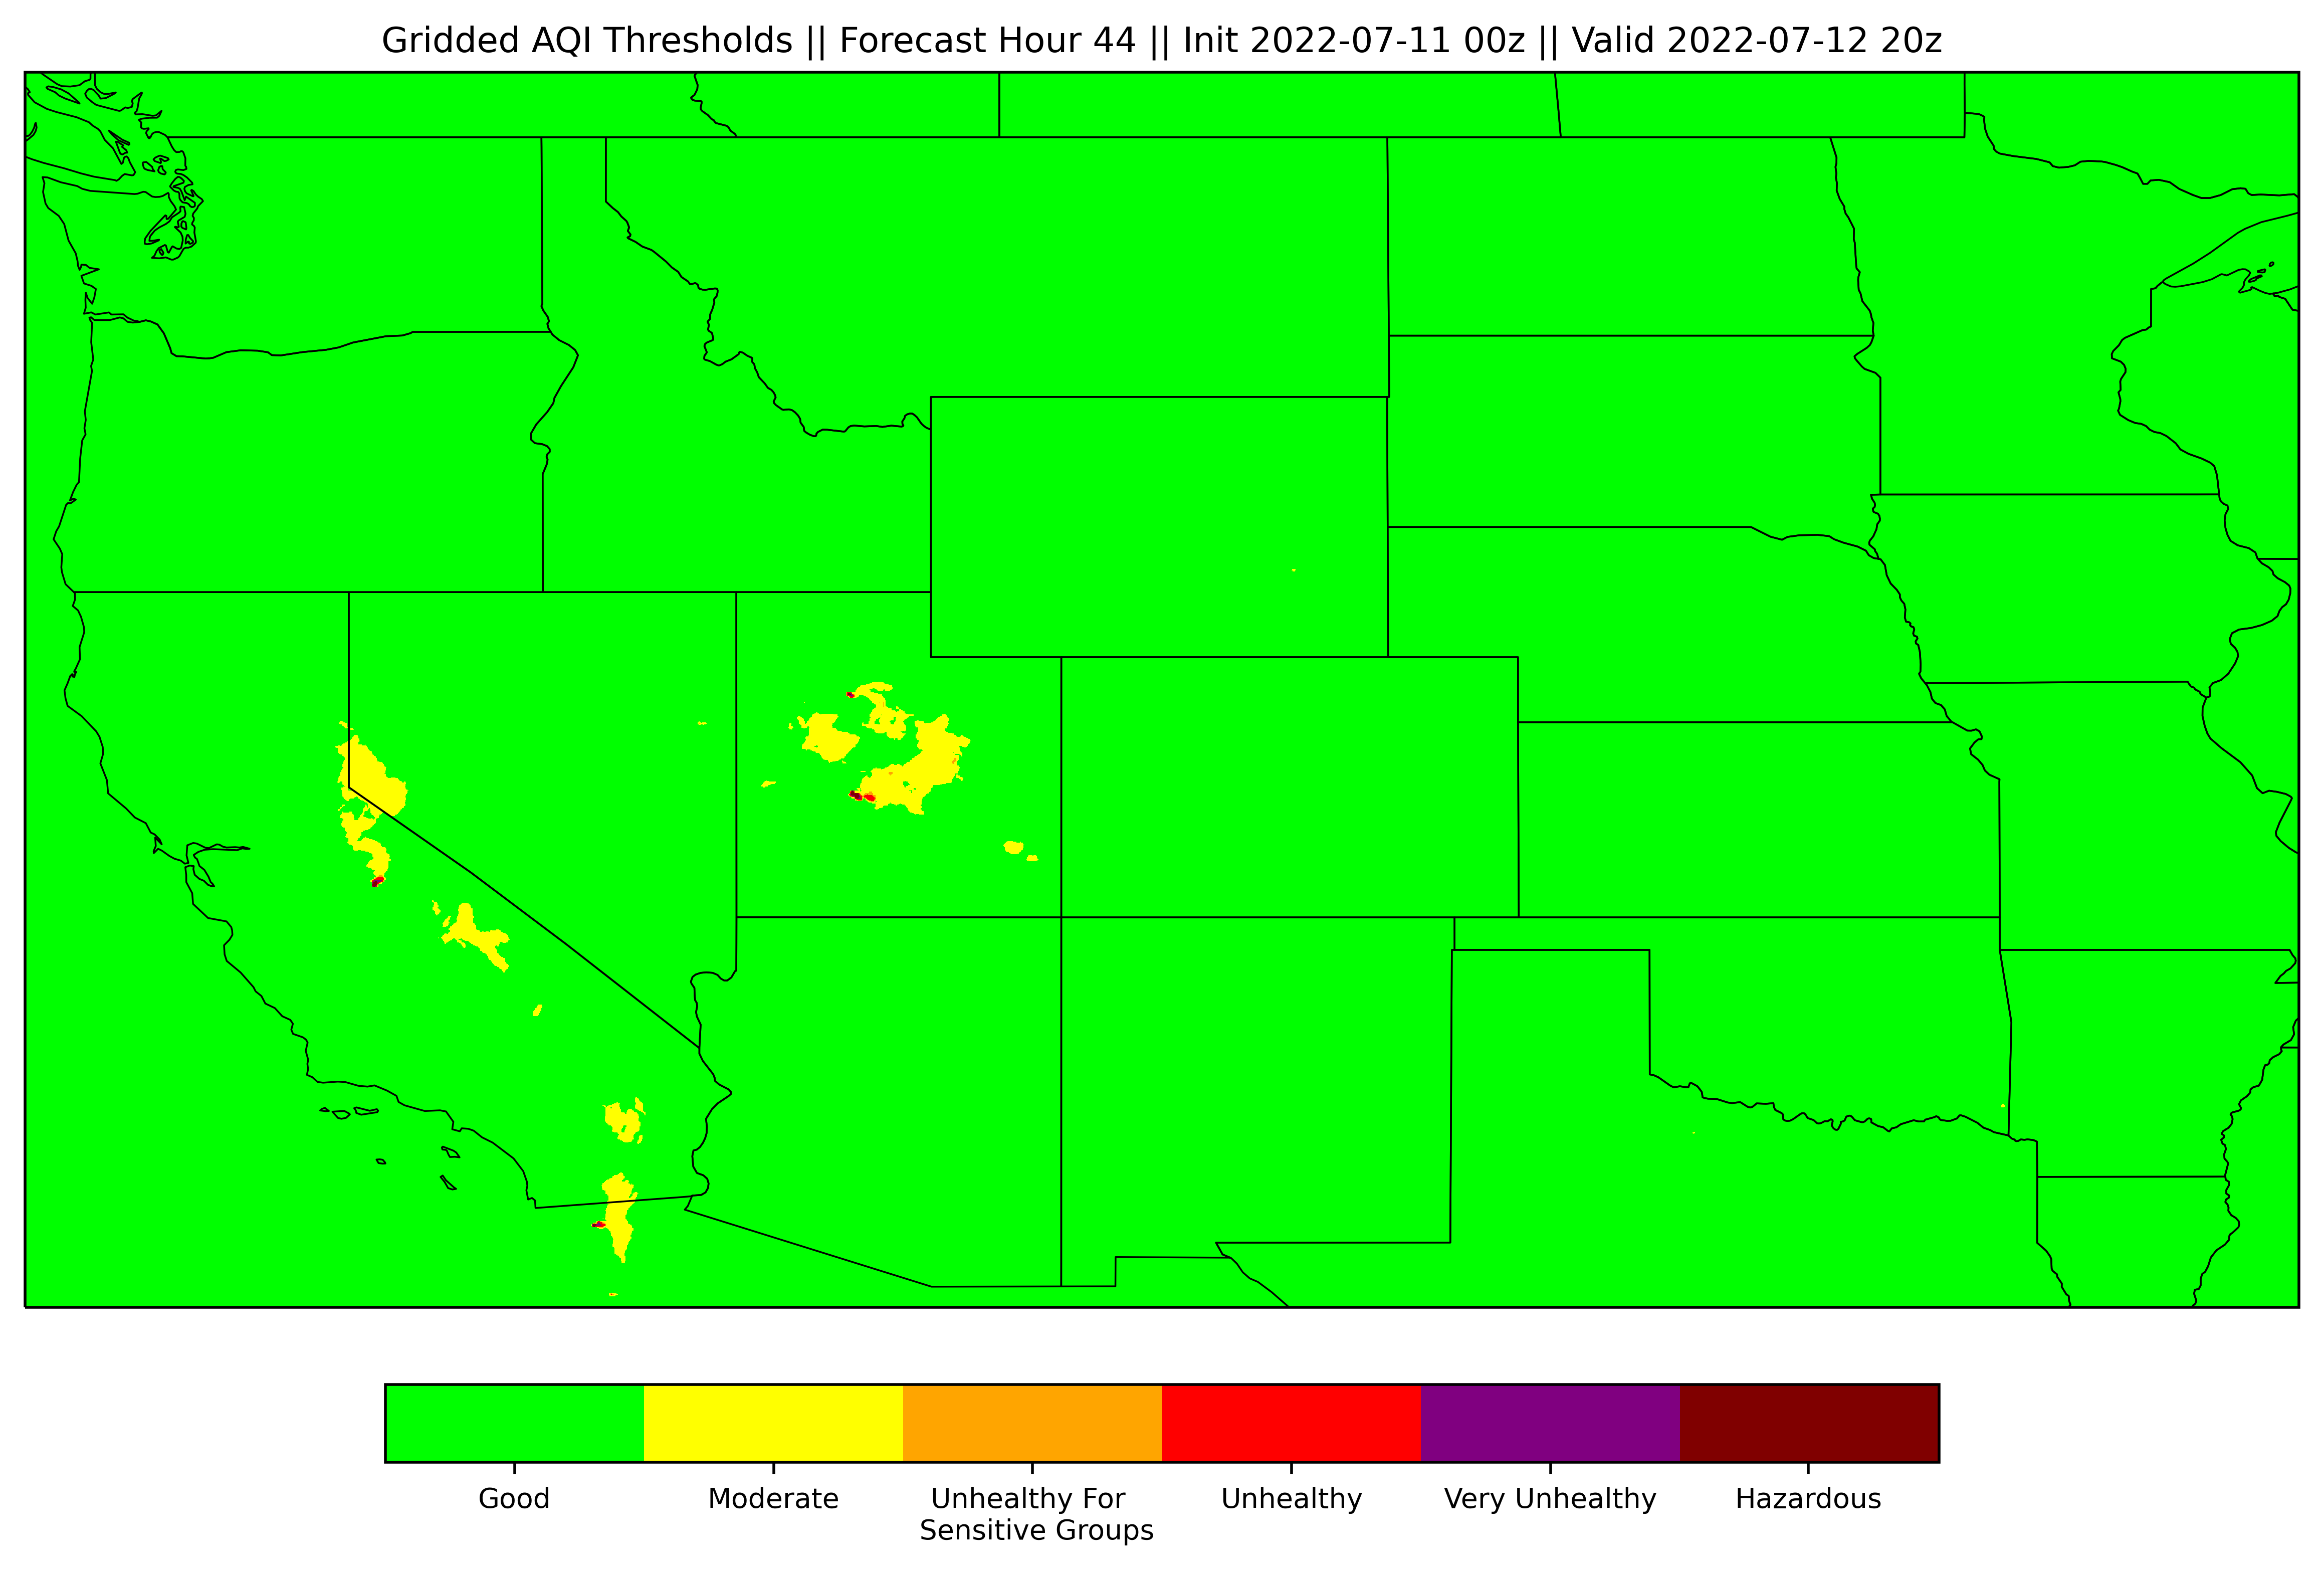 Gridded AQI Thresholds || Forecast Hour 44 || Init 2022-07-11 00z || Valid 2022-07-12 20z
Good
Moderate
Unhealthy For
Sensitive Groups
Unhealthy
Very Unhealthy
Hazardous